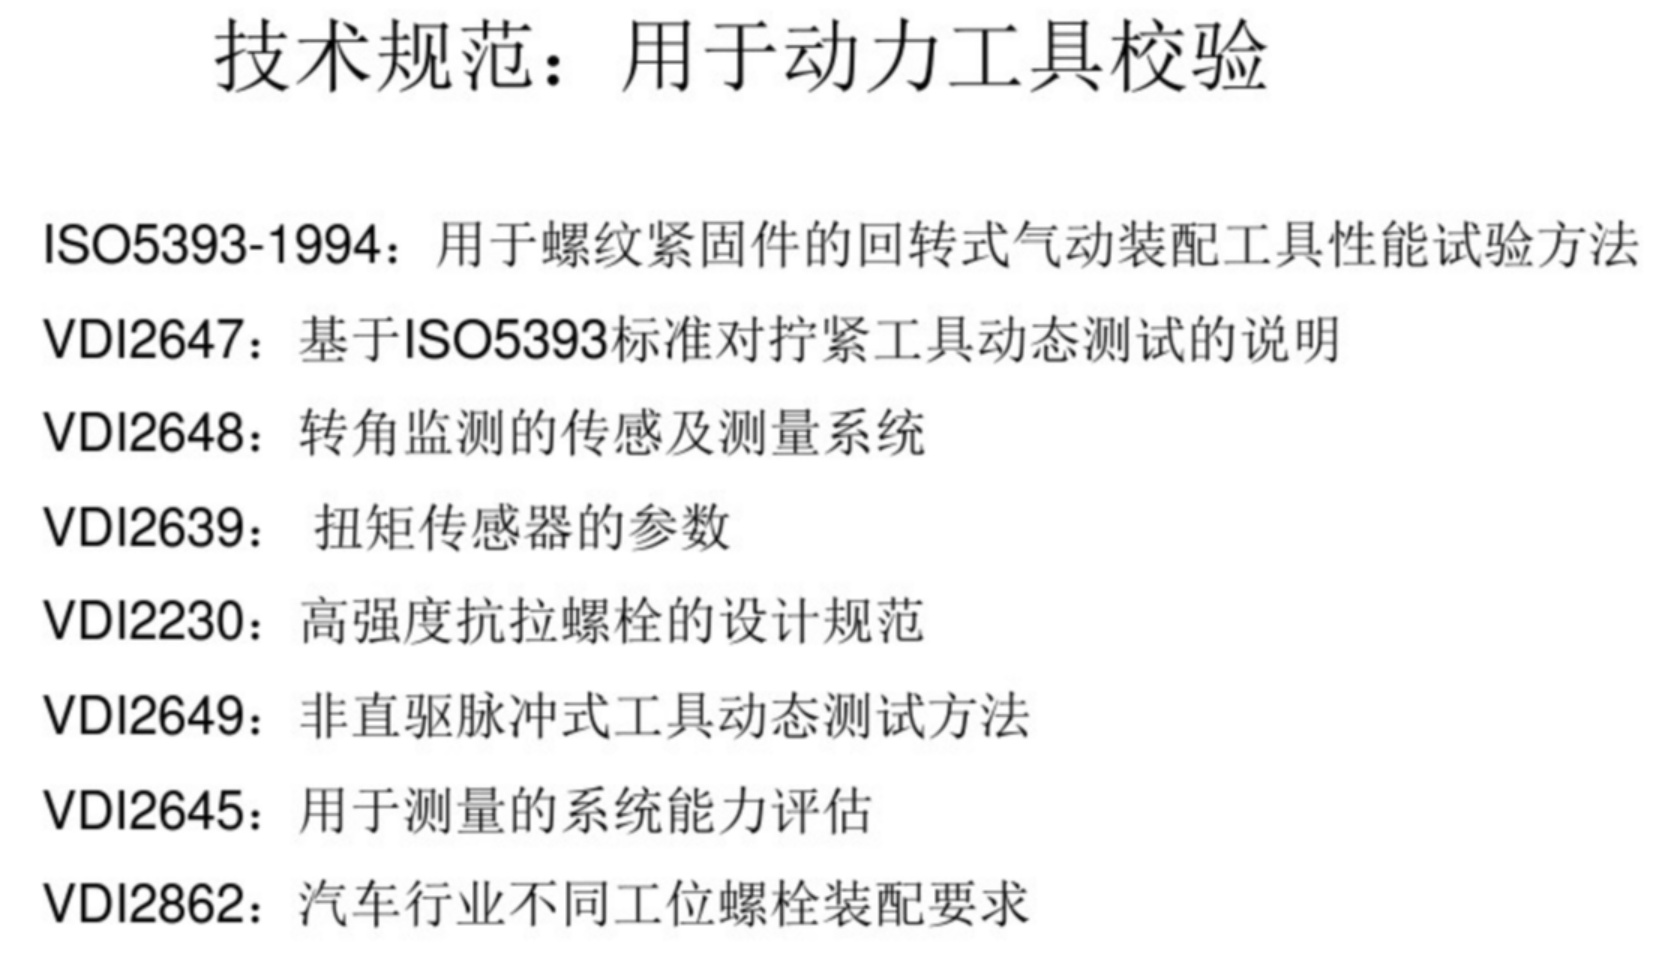 技术规范：用于动力工具校验
ISO5393-1994：用于螺纹紧固件的回转式气动装配工具性能试验方法
VDI2647：基于ISO5393标准对拧紧工具动态测试的说明
VDI2648：转角监测的传感及测量系统
VDI2639： 扭矩传感器的参数
VDI2230：高强度抗拉螺栓的设计规范
VDI2649：非直驱脉冲式工具动态测试方法
VDI2645：用于测量的系统能力评估
VDI2862：汽车行业不同工位螺栓装配要求